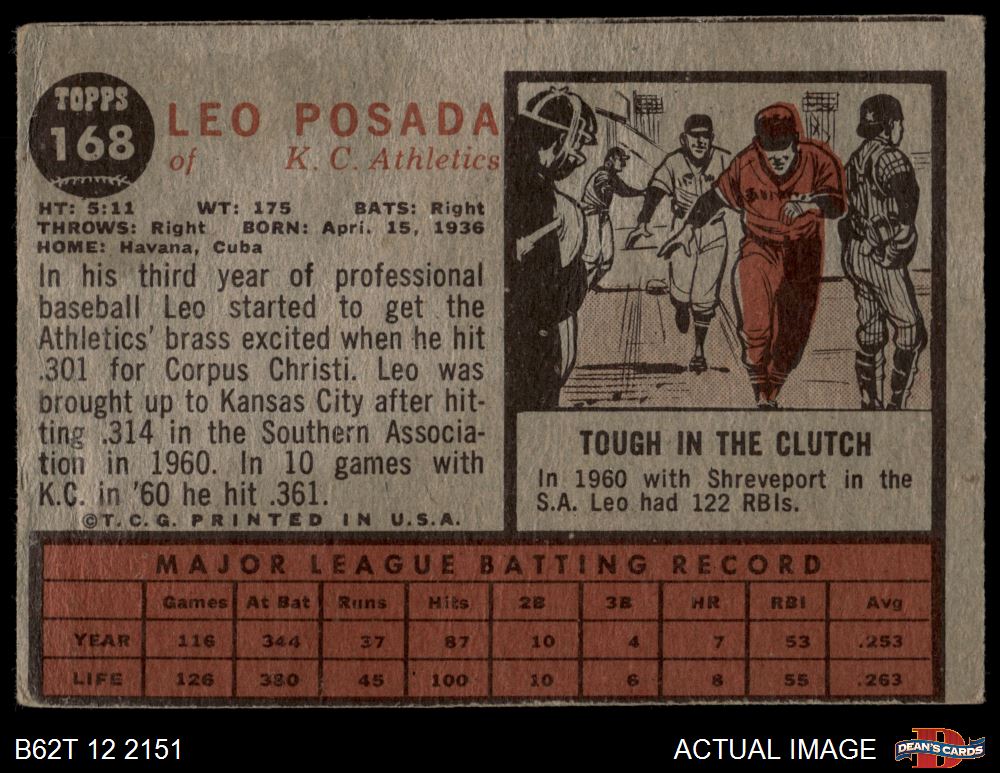 TOPPS
168
LEO POSADA
of K. C. Athletics
HT: 5:11 WT: 175 BATS: Right
THROWS: Right BORN: Apri. 15, 1936
HOME: Havana, Cuba
In his third year of professional
baseball Leo started to get the
Athletics' brass excited when he hit
.301 for Corpus Christi. Leo was
brought up to Kansas City after hit-
ting .314 in the Southern Associa-
tion in 1960. In 10 games with
K.C. in '60 he hit .361.
©T.C.G. PRINTED IN U.S.A.
TOUGH IN THE CLUTCH
In 1960 with Shreveport in the
S.A. Leo had 122 RBIs.
MAJOR LEAGUE BATTING RECORD
Games At Bat Runs Hits 2B 3B HR RBI Avg
YEAR 116 344 37 87 10 4 7 53 .253
LIFE 126 380 45 100 10 6 8 55 .263
B62T 12 2151
ACTUAL IMAGE
DEAN'S CARDS